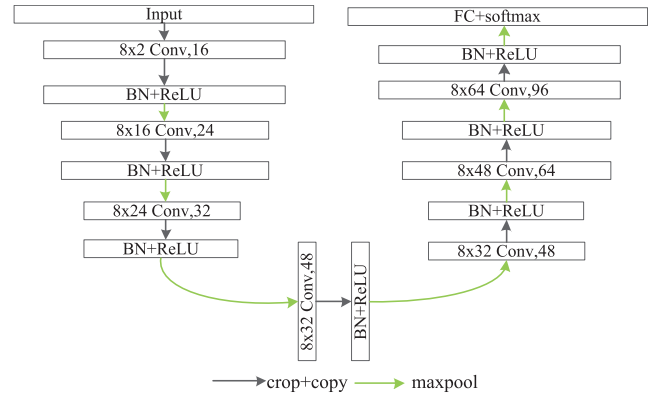 Input
8x2 Conv,16
BN+ReLU
8x16 Conv,24
BN+ReLU
8x24 Conv,32
BN+ReLU
8x32 Conv,48
BN+ReLU
8x32 Conv,48
BN+ReLU
8x48 Conv,64
BN+ReLU
8x64 Conv,96
BN+ReLU
FC+softmax
crop+copy
maxpool